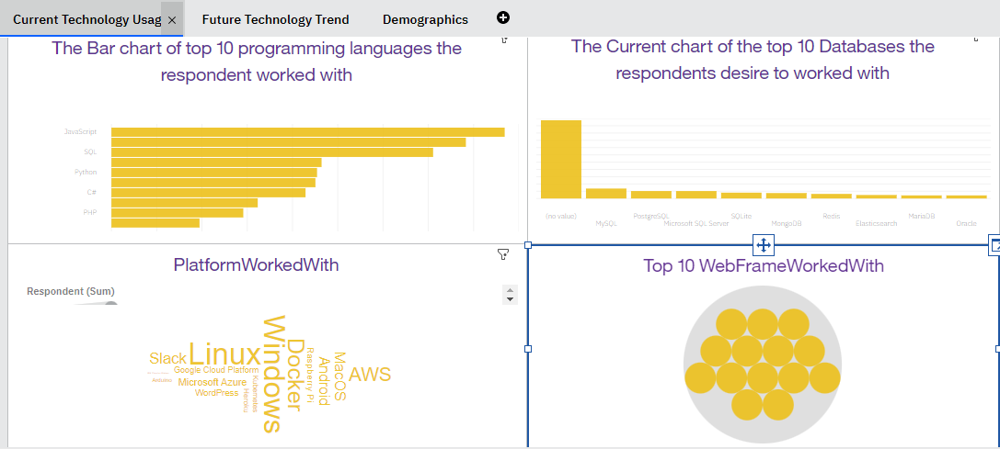 Current Technology Usag ×
Future Technology Trend
Demographics
The Bar chart of top 10 programming languages the
respondent worked with
JavaScript
SQL
Python
C#
PHP
The Current chart of the top 10 Databases the
respondents desire to worked with
(no value)
MySQL
PostgreSQL
Microsoft SQL Server
SQLite
MongoDB
Redis
Elasticsearch
MariaDB
Oracle
PlatformWorkedWith
Respondent (Sum)
Slack
Linux
Windows
Docker
Raspberry Pi
Android
MacOS
AWS
Google Cloud Platform
Arduino
Microsoft Azure
WordPress
Heroku
Kubernetes
Top 10 WebFrameWorkedWith